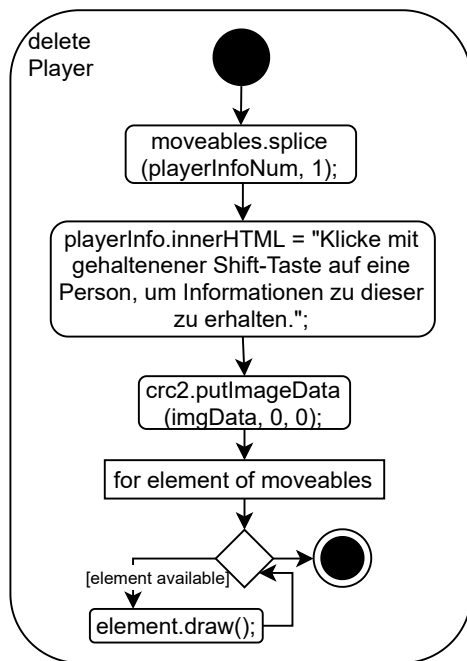 delete
Player
moveables.splice
(playerInfoNum, 1);
playerInfo.innerHTML = "Klicke mit
gehaltenener Shift-Taste auf eine
Person, um Informationen zu dieser
zu erhalten.";
crc2.putImageData
(imgData, 0, 0);
for element of moveables
[element available]
element.draw();